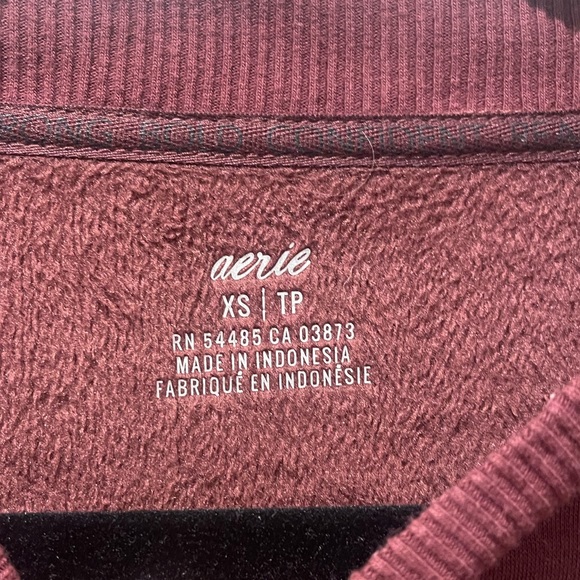 aerie
XS | TP
RN 54485 CA 03873
MADE IN INDONESIA
FABRIQUÉ EN INDONÉSIE